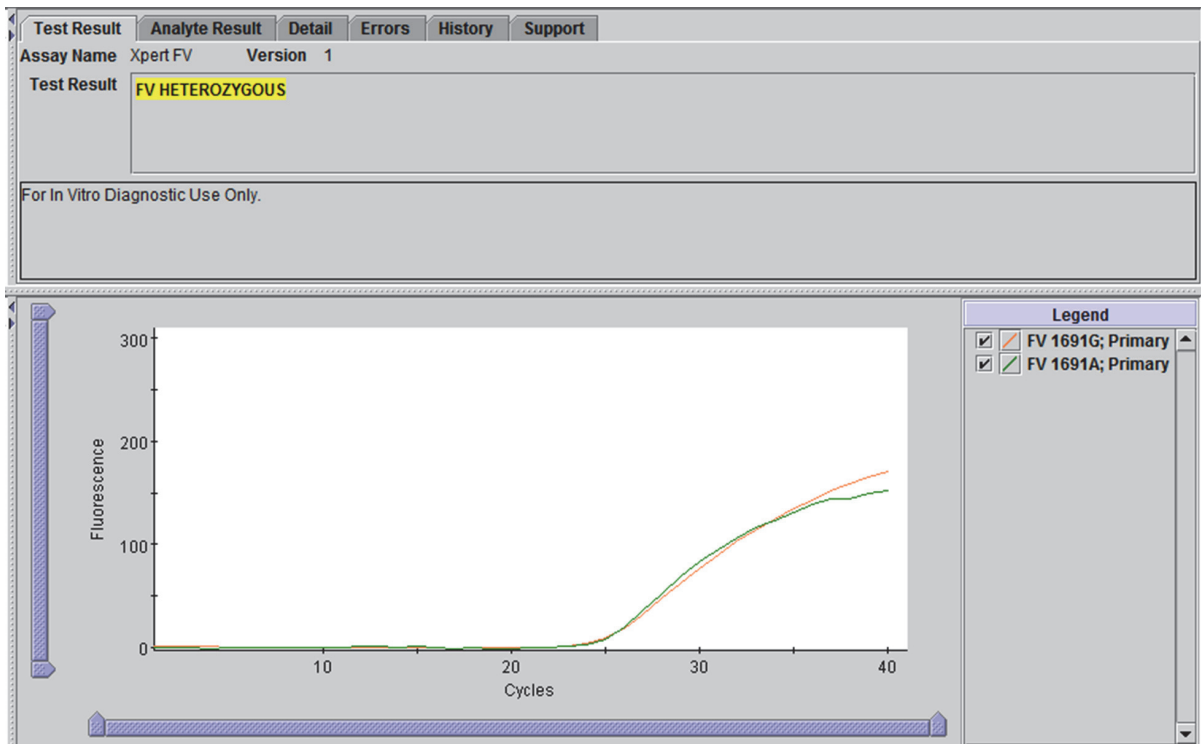 Test Result Analyte Result Detail Errors History Support
Assay Name Xpert FV Version 1
Test Result FV HETEROZYGOUS
For In Vitro Diagnostic Use Only.
Legend
FV 1691G; Primary
FV 1691A; Primary
300
200
100
0
Fluorescence
10 20 30 40
Cycles